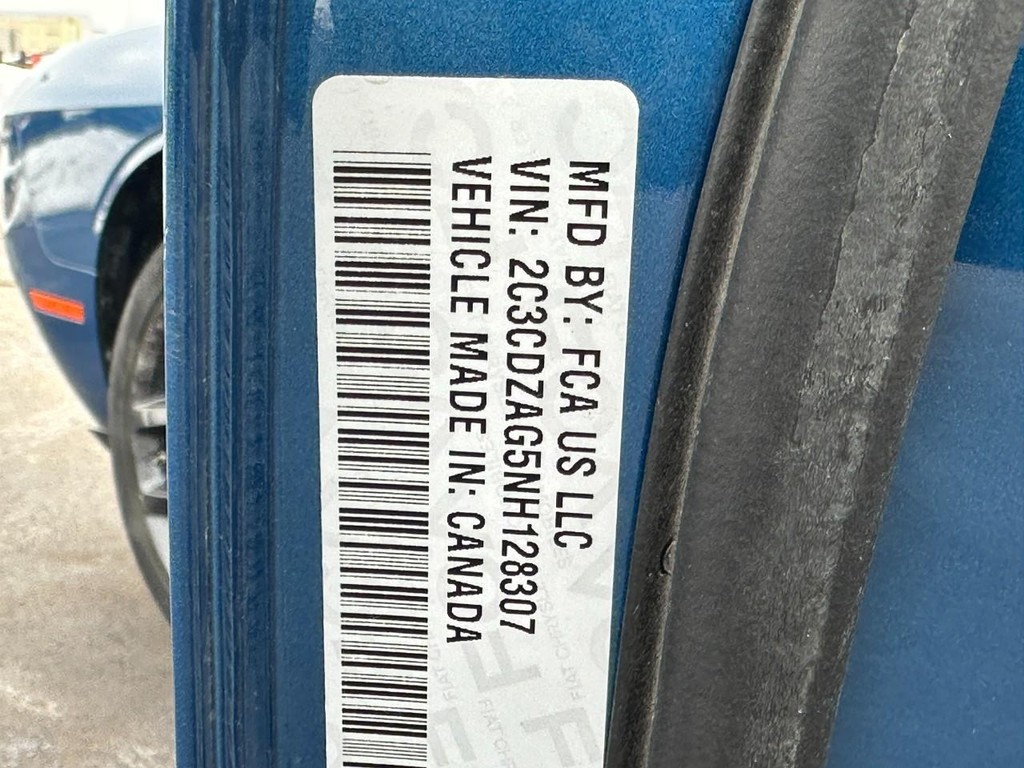 MFD BY: FCA US LLC
VIN: 2C3CDZAG5NH128307
VEHICLE MADE IN: CANADA